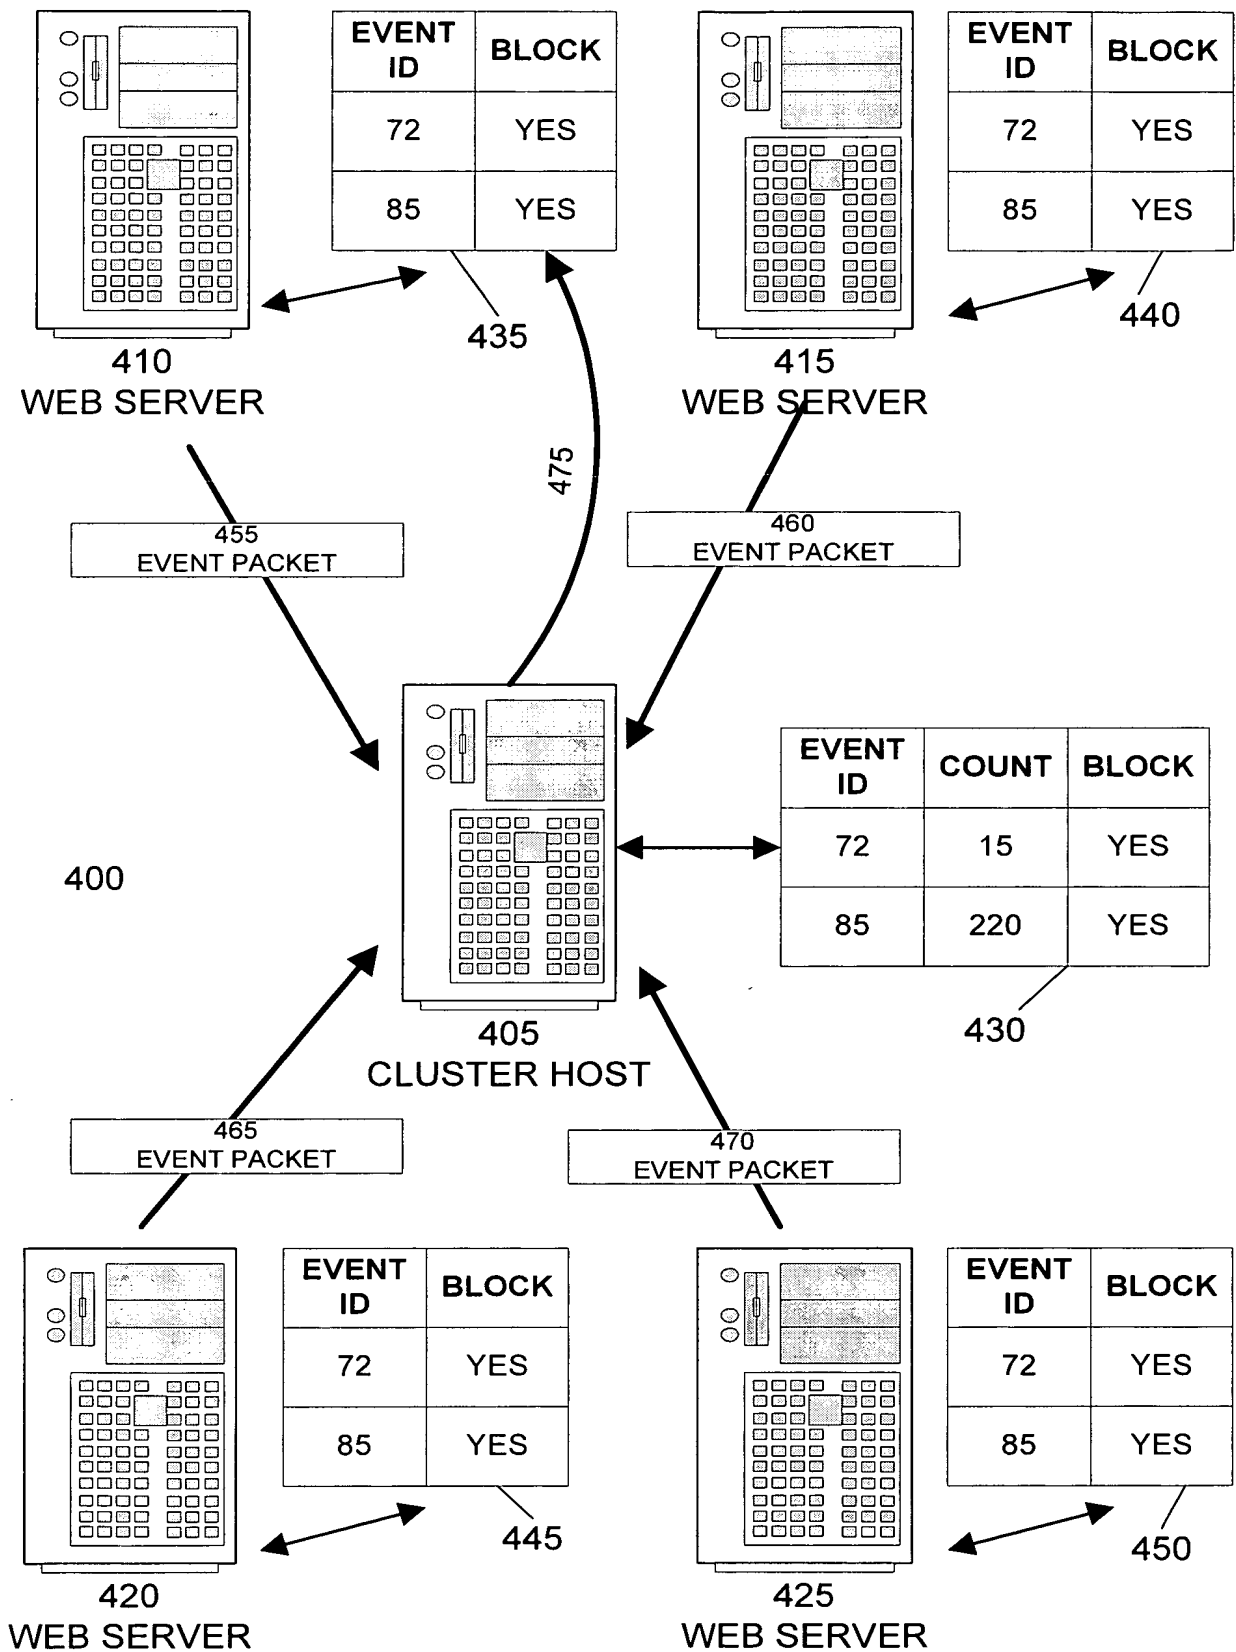 EVENT ID BLOCK
72 YES
85 YES
435
410
WEB SERVER
EVENT ID BLOCK
72 YES
85 YES
440
415
WEB SERVER
475
455
EVENT PACKET
460
EVENT PACKET
400
405
CLUSTER HOST
EVENT ID COUNT BLOCK
72 15 YES
85 220 YES
430
465
EVENT PACKET
470
EVENT PACKET
EVENT ID BLOCK
72 YES
85 YES
445
420
WEB SERVER
EVENT ID BLOCK
72 YES
85 YES
450
425
WEB SERVER